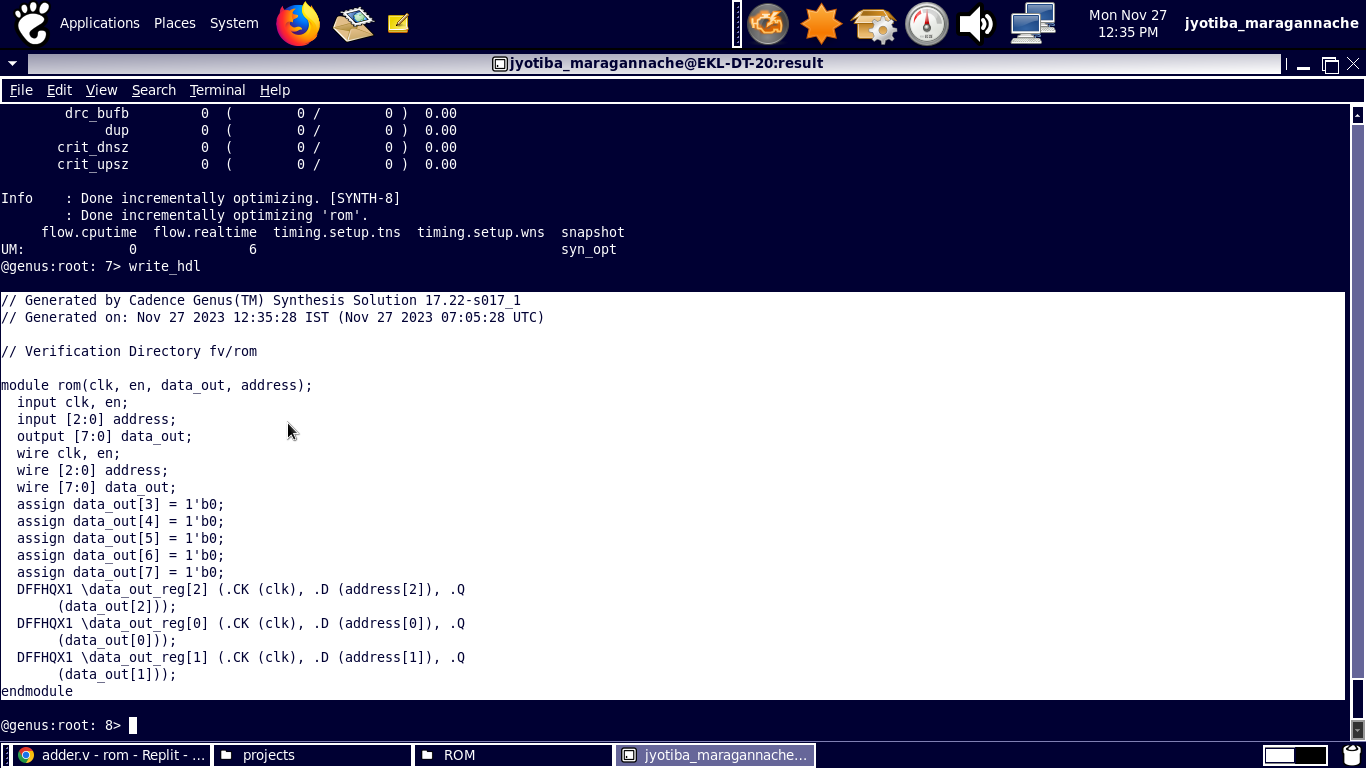 Applications Places System
Mon Nov 27
12:35 PM
jyotiba_maragannache
jyotiba_maragannache@EKL-DT-20:result
File Edit View Search Terminal Help
        drc_bufb         0  (        0 /        0 )  0.00
             dup         0  (        0 /        0 )  0.00
       crit_dnsz         0  (        0 /        0 )  0.00
       crit_upsz         0  (        0 /        0 )  0.00
Info    : Done incrementally optimizing. [SYNTH-8]
        : Done incrementally optimizing 'rom'.
     flow.cputime  flow.realtime  timing.setup.tns  timing.setup.wns  snapshot
UM:             0              6                                      syn_opt
@genus:root: 7> write_hdl
// Generated by Cadence Genus(TM) Synthesis Solution 17.22-s017_1
// Generated on: Nov 27 2023 12:35:28 IST (Nov 27 2023 07:05:28 UTC)
// Verification Directory fv/rom
module rom(clk, en, data_out, address);
  input clk, en;
  input [2:0] address;
  output [7:0] data_out;
  wire clk, en;
  wire [2:0] address;
  wire [7:0] data_out;
  assign data_out[3] = 1'b0;
  assign data_out[4] = 1'b0;
  assign data_out[5] = 1'b0;
  assign data_out[6] = 1'b0;
  assign data_out[7] = 1'b0;
  DFFHQX1 \data_out_reg[2] (.CK (clk), .D (address[2]), .Q
       (data_out[2]));
  DFFHQX1 \data_out_reg[0] (.CK (clk), .D (address[0]), .Q
       (data_out[0]));
  DFFHQX1 \data_out_reg[1] (.CK (clk), .D (address[1]), .Q
       (data_out[1]));
endmodule
@genus:root: 8>
adder.v - rom - Replit - ... projects ROM jyotiba_maragannache...